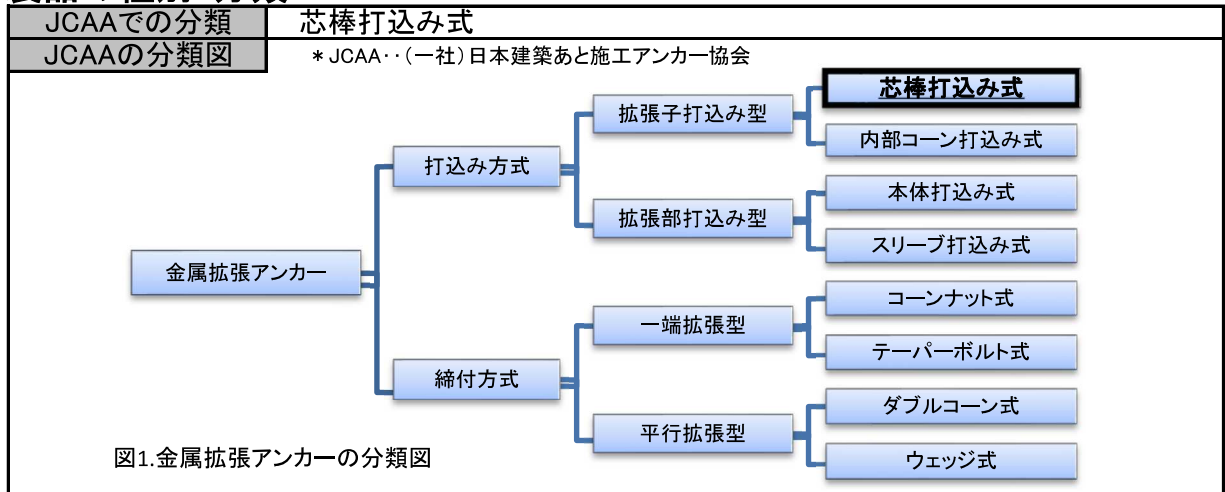 JCAAでの分類 芯棒打込み式
JCAAの分類図 *JCAA・・(一社)日本建築あと施工アンカー協会
芯棒打込み式
拡張子打込み型
内部コーン打込み式
打込み方式
本体打込み式
拡張部打込み型
スリーブ打込み式
金属拡張アンカー
コーンナット式
一端拡張型
テーパーボルト式
締付方式
ダブルコーン式
平行拡張型
ウェッジ式
図1.金属拡張アンカーの分類図